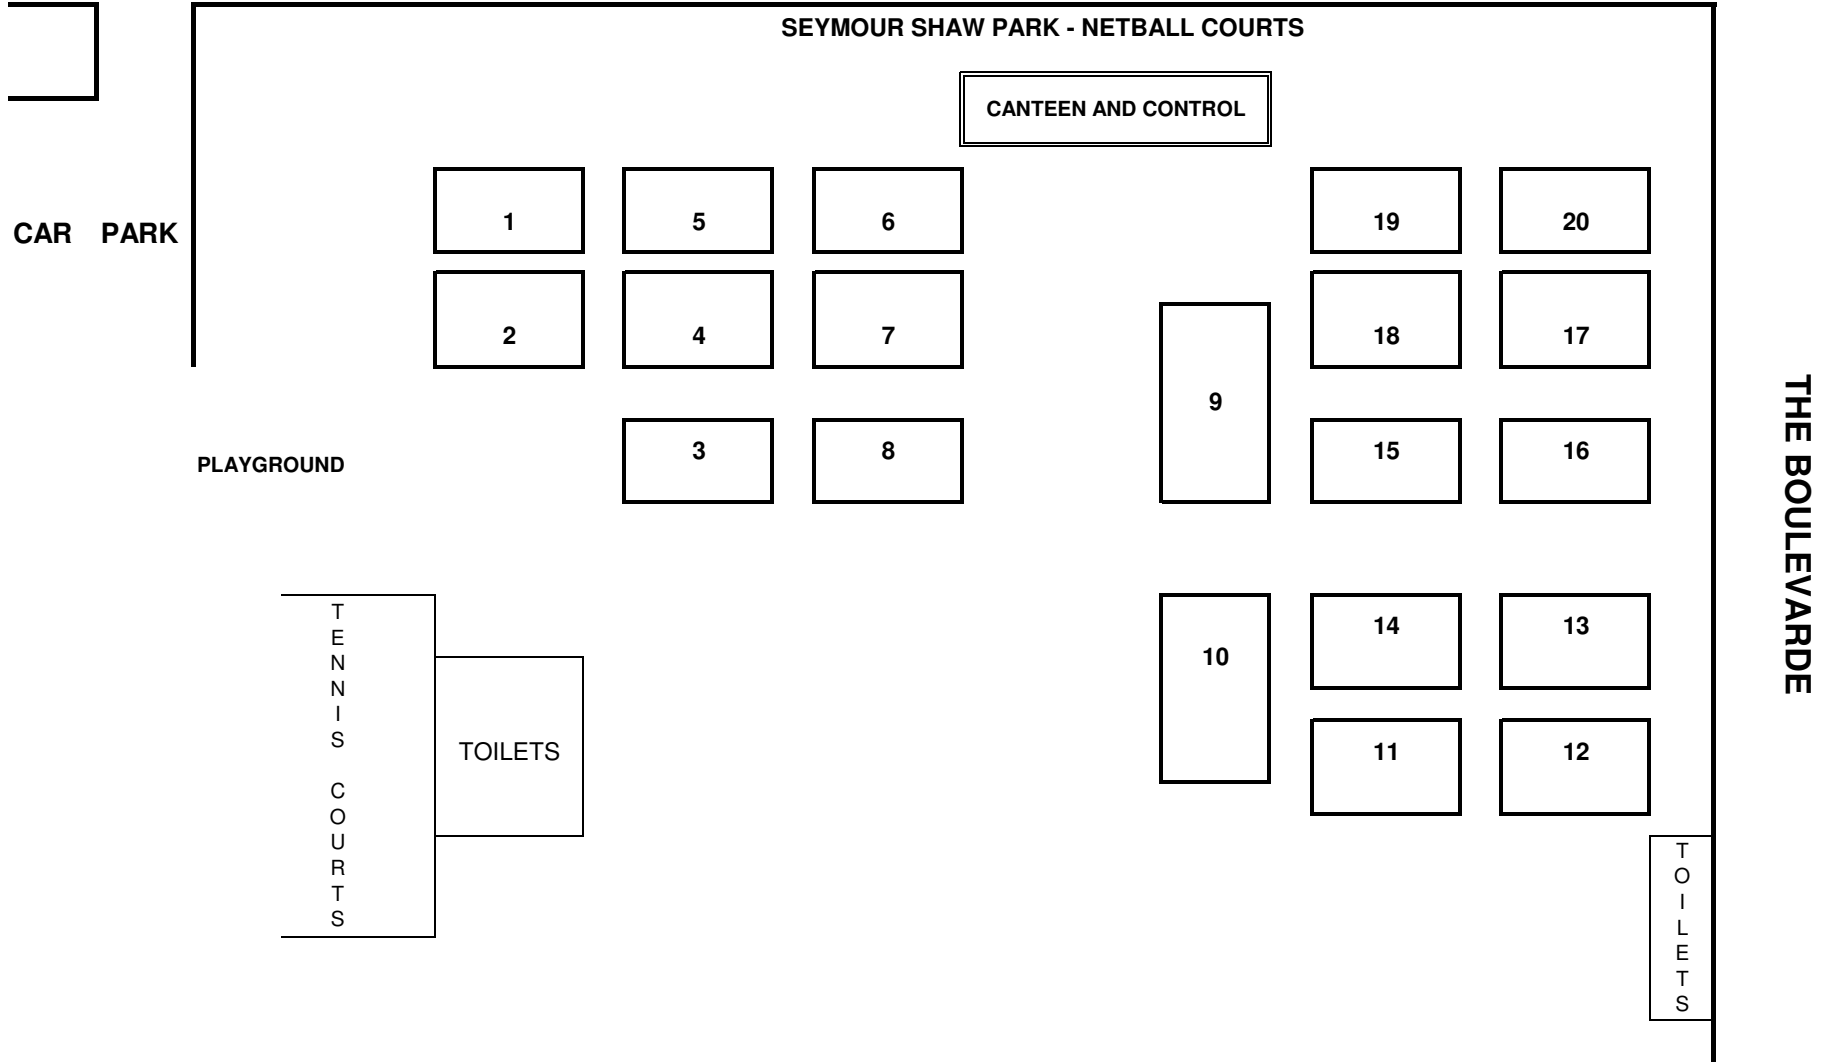 SEYMOUR SHAW PARK - NETBALL COURTS
CANTEEN AND CONTROL
CAR PARK
1 5 6 19 20
2 4 7 18 17
9
3 8 15 16
PLAYGROUND
THE BOULEVARDE
TENNIS COURTS
14 13
10
TOILETS
11 12
TOILETS